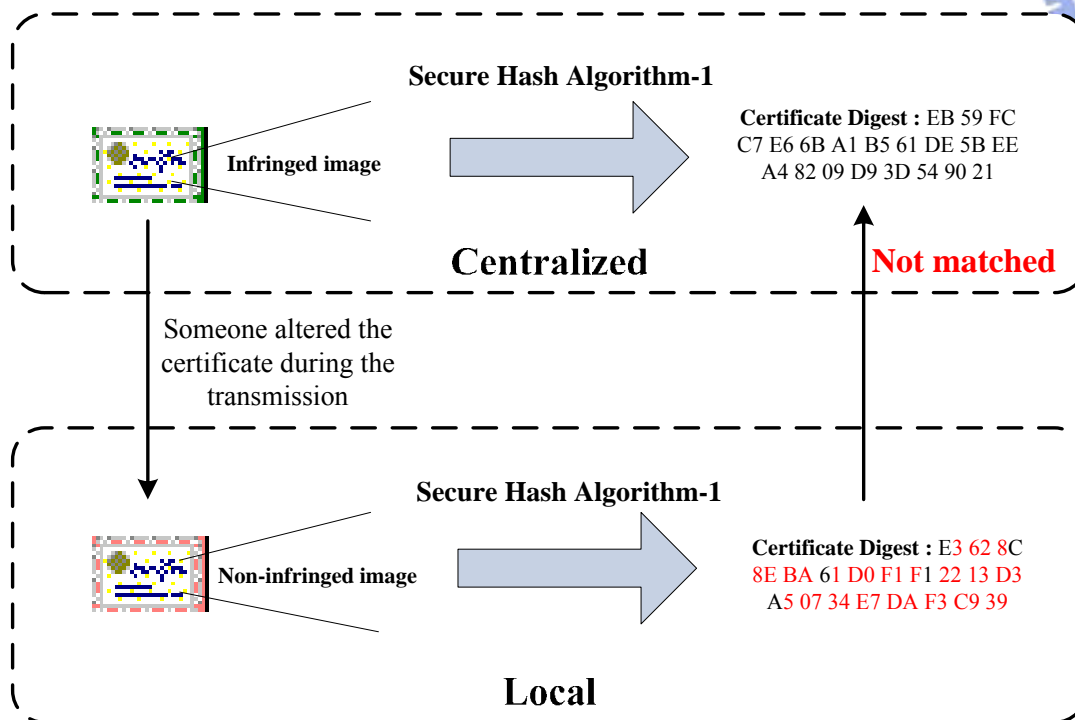 Secure Hash Algorithm-1
Infringed image
Certificate Digest : EB 59 FC
C7 E6 6B A1 B5 61 DE 5B EE
A4 82 09 D9 3D 54 90 21
Centralized
Not matched
Someone altered the
certificate during the
transmission
Secure Hash Algorithm-1
Non-infringed image
Certificate Digest : E3 62 8C
8E BA 61 D0 F1 F1 22 13 D3
A5 07 34 E7 DA F3 C9 39
Local